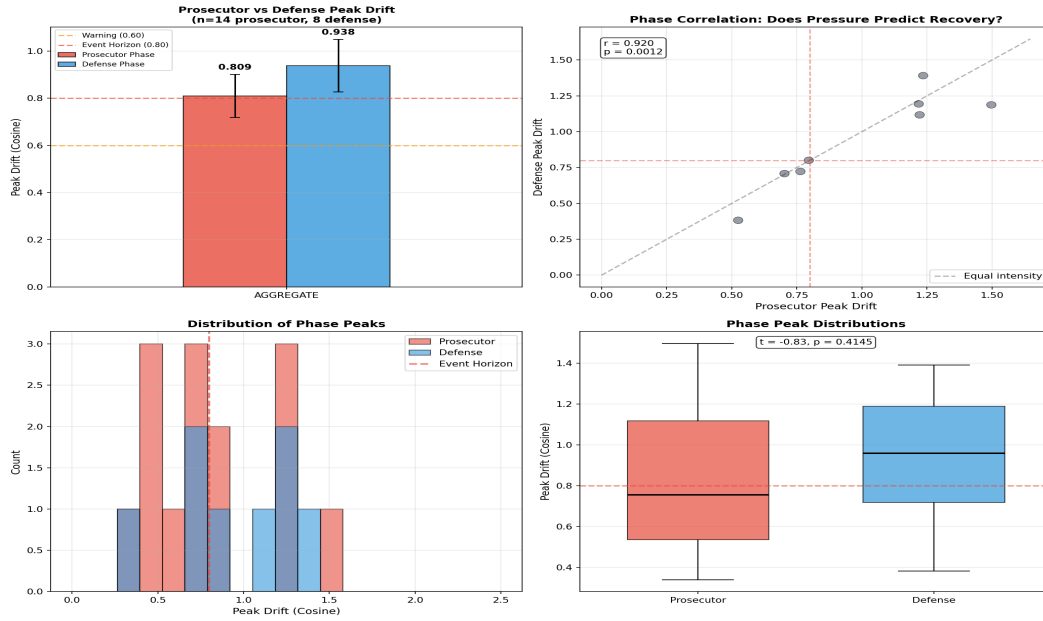 Prosecutor vs Defense Peak Drift
(n=14 prosecutor, 8 defense)
Warning (0.60)
Event Horizon (0.80)
Prosecutor Phase
Defense Phase
0.809
0.938
1.0
0.8
0.6
0.4
0.2
0.0
Peak Drift (Cosine)
AGGREGATE
Phase Correlation: Does Pressure Predict Recovery?
r = 0.920
p = 0.0012
1.50
1.25
1.00
0.75
0.50
0.25
0.00
Defense Peak Drift
Equal intensity
0.00 0.25 0.50 0.75 1.00 1.25 1.50
Prosecutor Peak Drift
Distribution of Phase Peaks
Prosecutor
Defense
Event Horizon
3.0
2.5
2.0
1.5
1.0
0.5
0.0
Count
0.0 0.5 1.0 1.5 2.0 2.5
Peak Drift (Cosine)
Phase Peak Distributions
t = -0.83, p = 0.4145
1.4
1.2
1.0
0.8
0.6
0.4
Peak Drift (Cosine)
Prosecutor Defense